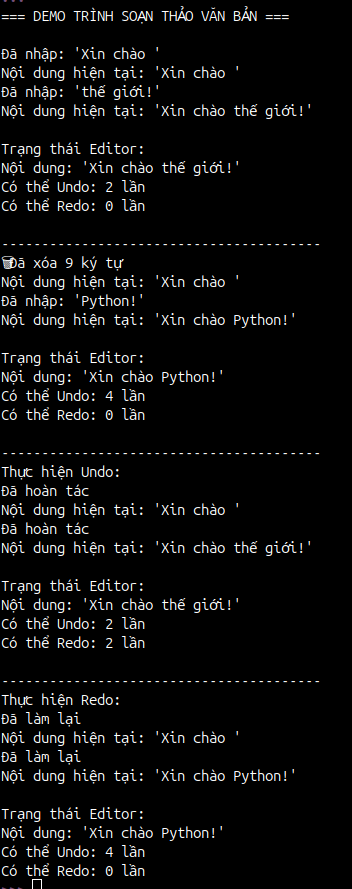 === DEMO TRÌNH SOẠN THẢO VĂN BẢN ===
Đã nhập: 'Xin chào '
Nội dung hiện tại: 'Xin chào '
Đã nhập: 'thế giới!'
Nội dung hiện tại: 'Xin chào thế giới!'
Trạng thái Editor:
Nội dung: 'Xin chào thế giới!'
Có thể Undo: 2 lần
Có thể Redo: 0 lần
----------------------------------------
🗑️Đã xóa 9 ký tự
Nội dung hiện tại: 'Xin chào '
Đã nhập: 'Python!'
Nội dung hiện tại: 'Xin chào Python!'
Trạng thái Editor:
Nội dung: 'Xin chào Python!'
Có thể Undo: 4 lần
Có thể Redo: 0 lần
----------------------------------------
Thực hiện Undo:
Đã hoàn tác
Nội dung hiện tại: 'Xin chào '
Đã hoàn tác
Nội dung hiện tại: 'Xin chào thế giới!'
Trạng thái Editor:
Nội dung: 'Xin chào thế giới!'
Có thể Undo: 2 lần
Có thể Redo: 2 lần
----------------------------------------
Thực hiện Redo:
Đã làm lại
Nội dung hiện tại: 'Xin chào '
Đã làm lại
Nội dung hiện tại: 'Xin chào Python!'
Trạng thái Editor:
Nội dung: 'Xin chào Python!'
Có thể Undo: 4 lần
Có thể Redo: 0 lần